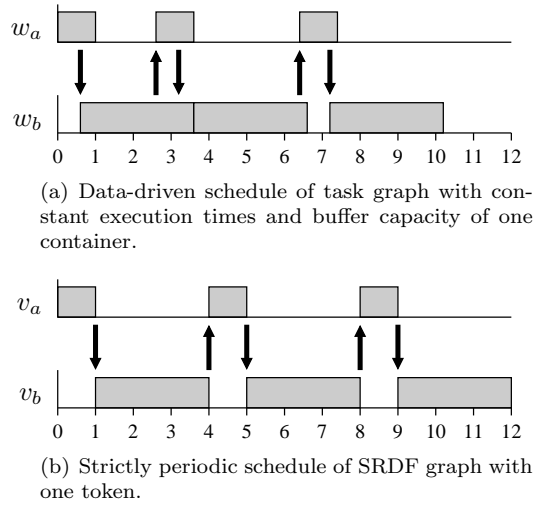 w_a
w_b
0 1 2 3 4 5 6 7 8 9 10 11 12
(a) Data-driven schedule of task graph with con-
stant execution times and buffer capacity of one
container.
v_a
v_b
0 1 2 3 4 5 6 7 8 9 10 11 12
(b) Strictly periodic schedule of SRDF graph with
one token.